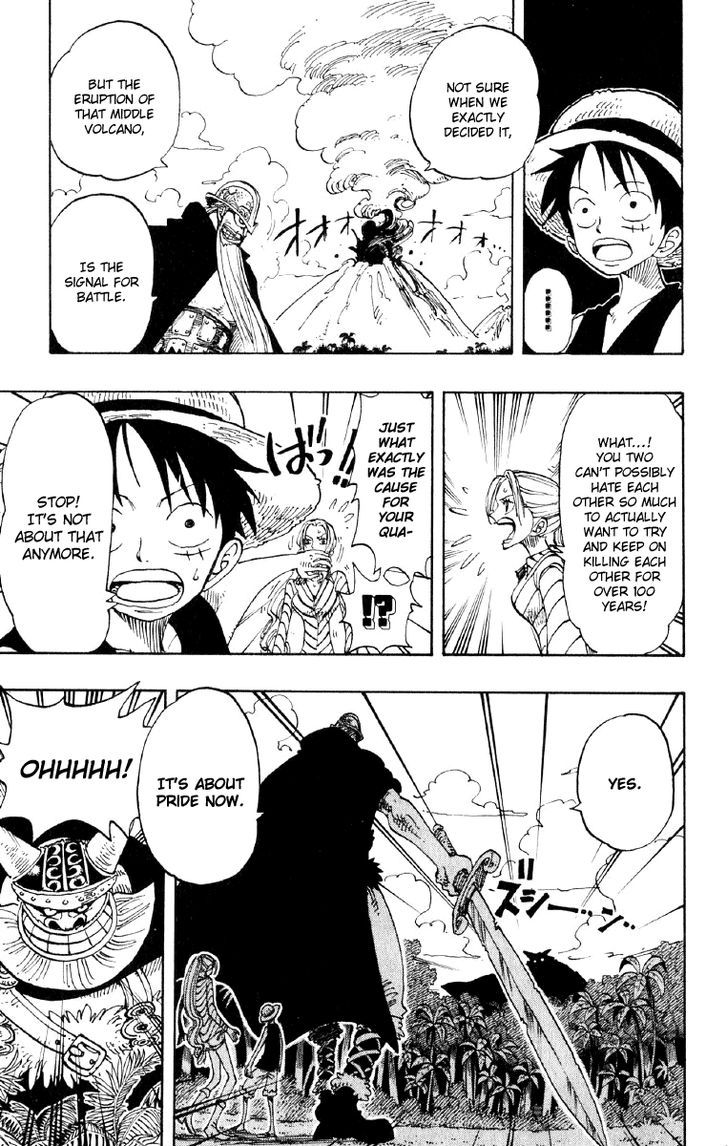 NOT SURE
WHEN WE
EXACTLY
DECIDED IT,
BUT THE
ERUPTION OF
THAT MIDDLE
VOLCANO,
IS THE
SIGNAL FOR
BATTLE.
オオオオオオ
WHAT...!
YOU TWO
CAN'T POSSIBLY
HATE EACH
OTHER SO MUCH
TO ACTUALLY
WANT TO TRY
AND KEEP ON
KILLING EACH
OTHER FOR
OVER 100
YEARS!
JUST
WHAT
EXACTLY
WAS THE
CAUSE
FOR
YOUR
QUA-
ばっ!!
!?
STOP!
IT'S NOT
ABOUT THAT
ANYMORE.
YES.
IT'S ABOUT
PRIDE NOW.
ズシーーン
OHHHHH!